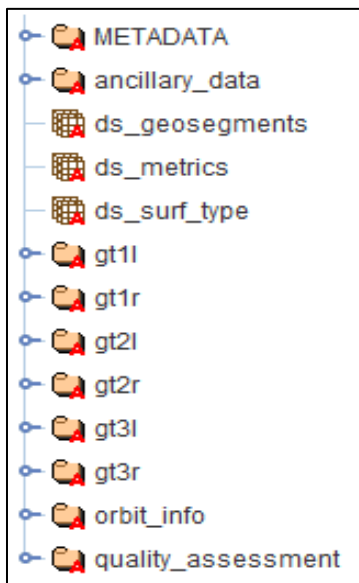 METADATA
ancillary_data
ds_geosegments
ds_metrics
ds_surf_type
gt1l
gt1r
gt2l
gt2r
gt3l
gt3r
orbit_info
quality_assessment